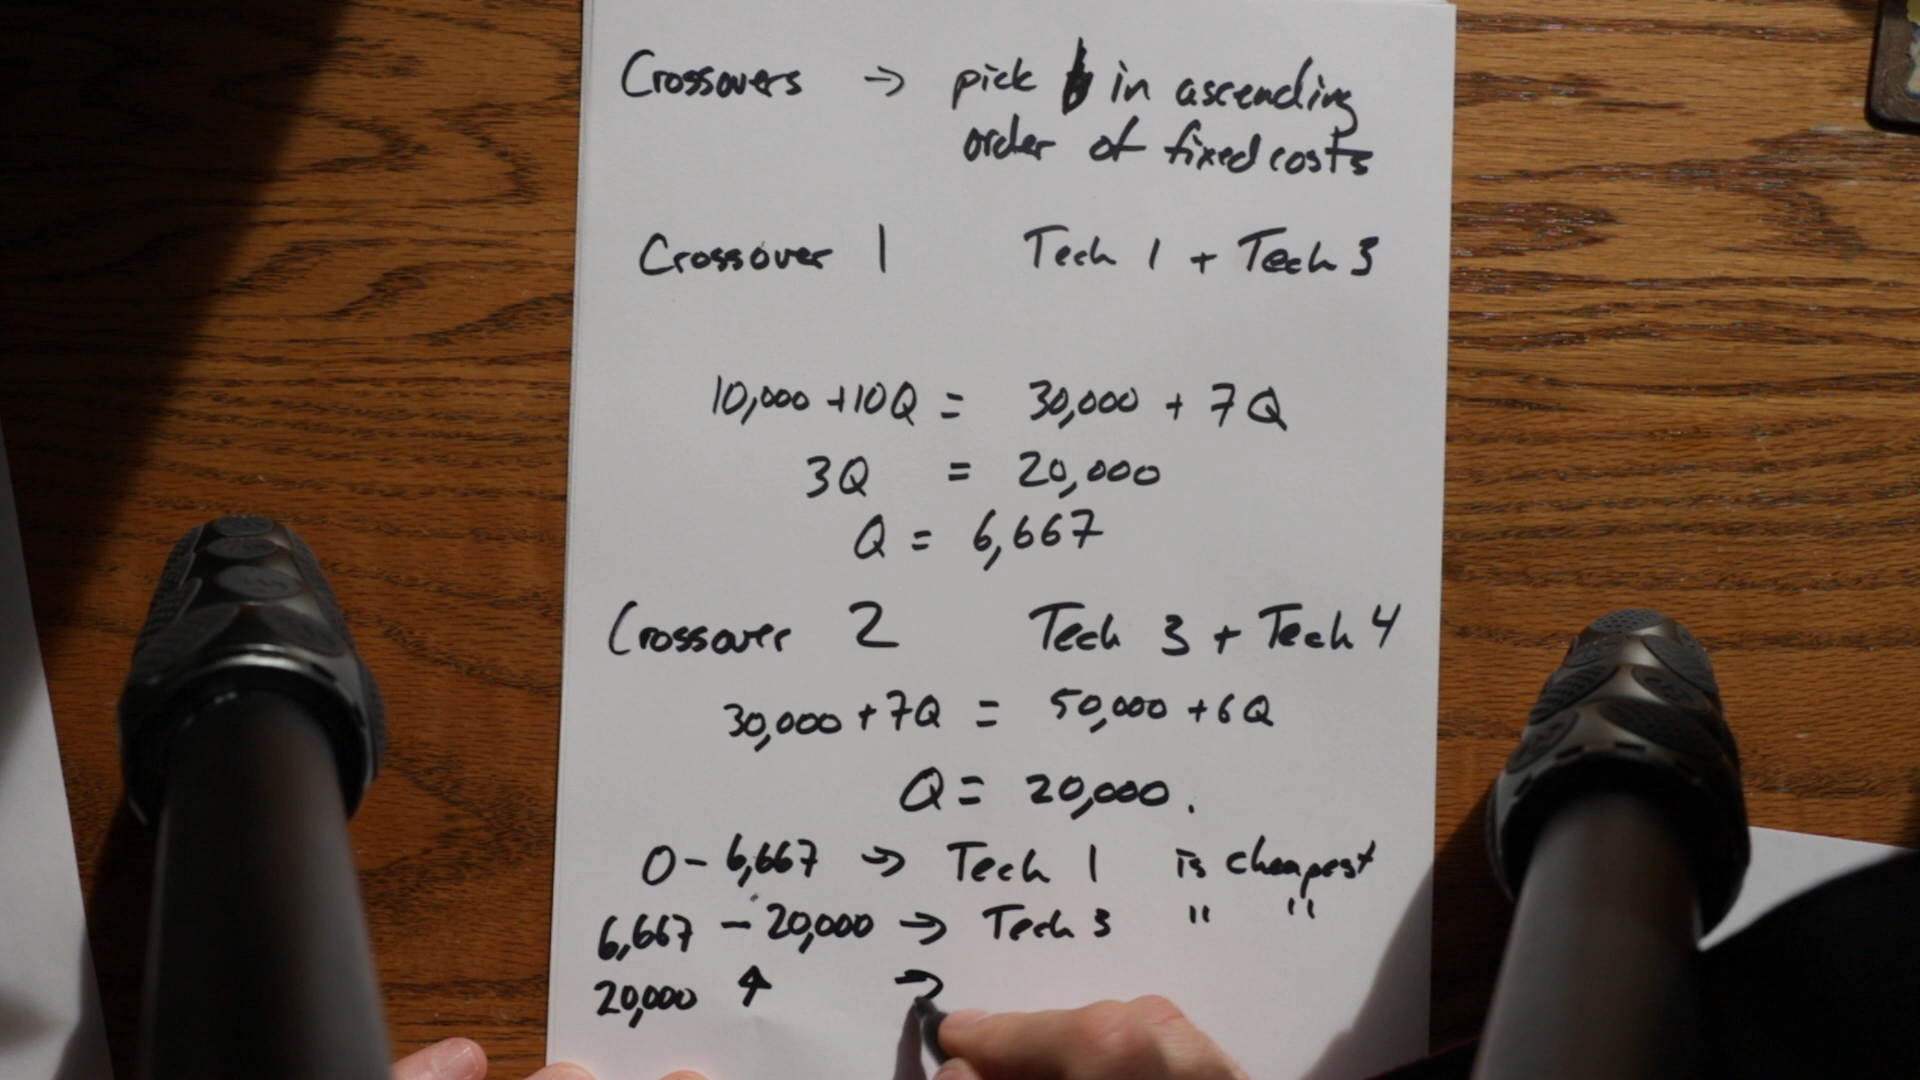 Crossovers → pick in ascending
order of fixed costs
Crossover 1 Tech 1 + Tech 3
10,000 + 10Q = 30,000 + 7Q
3Q = 20,000
Q = 6,667
Crossover 2 Tech 3 + Tech 4
30,000 + 7Q = 50,000 + 6Q
Q = 20,000.
0 - 6,667 → Tech 1 is cheapest
6,667 - 20,000 → Tech 3 " "
20,000 ↑ →